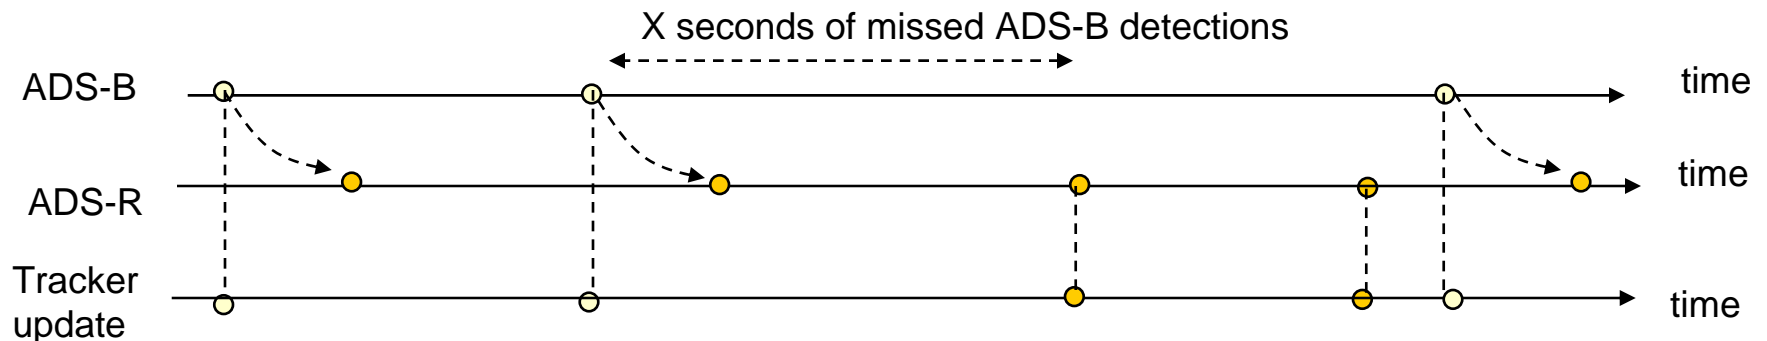 X seconds of missed ADS-B detections
ADS-B
time
ADS-R
time
Tracker
update
time